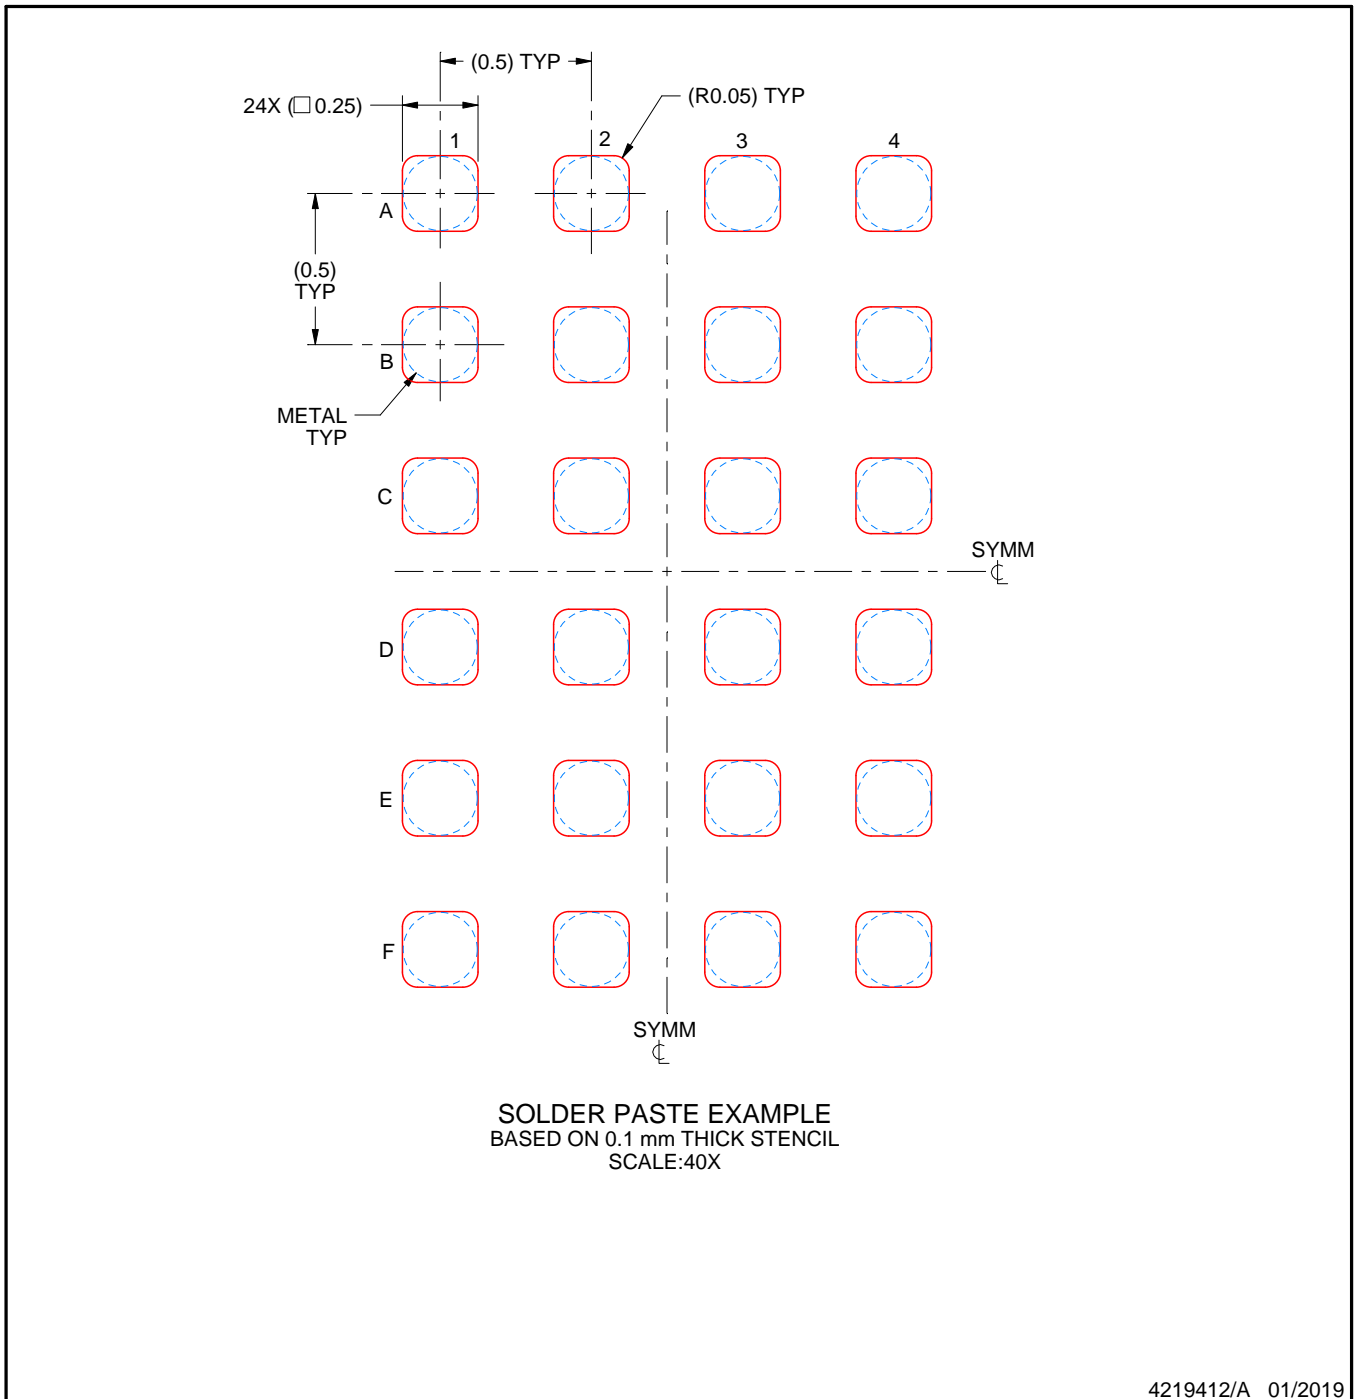 (0.5) TYP
24X (□ 0.25)
(R0.05) TYP
1
2
3
4
A
(0.5)
TYP
B
METAL
TYP
C
SYMM
℄
D
E
F
SYMM
℄
SOLDER PASTE EXAMPLE
BASED ON 0.1 mm THICK STENCIL
SCALE:40X
4219412/A 01/2019